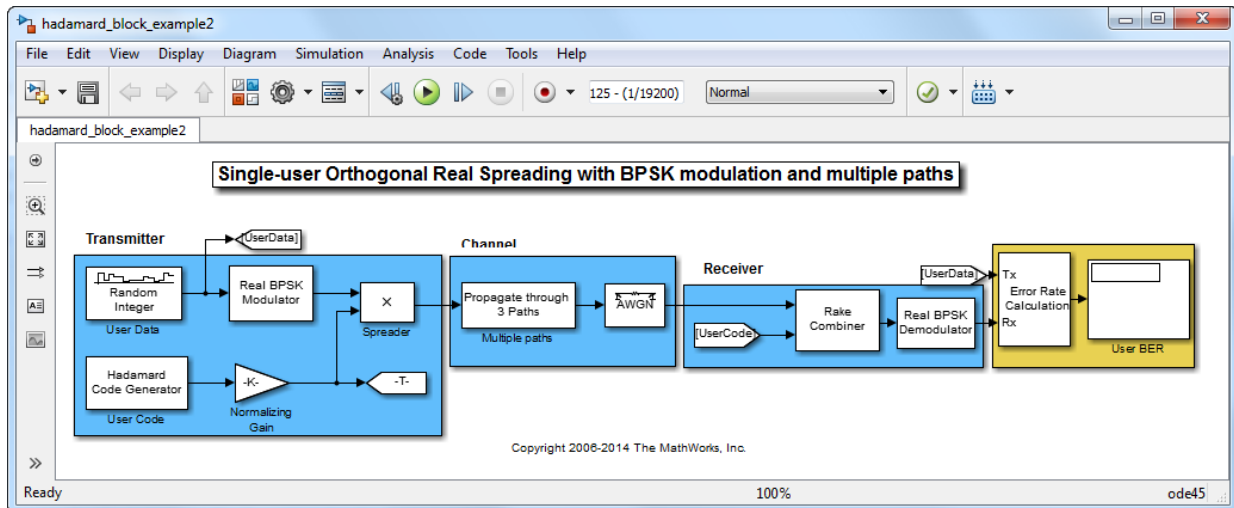 hadamard_block_example2
File Edit View Display Diagram Simulation Analysis Code Tools Help
125 - (1/19200) Normal
hadamard_block_example2
Single-user Orthogonal Real Spreading with BPSK modulation and multiple paths
Transmitter
[UserData]
Random
Integer
User Data
Real BPSK
Modulator
×
Spreader
Hadamard
Code Generator
User Code
-K-
Normalizing
Gain
-T-
Channel
Propagate through
3 Paths
Multiple paths
AWGN
Receiver
[UserCode]
Rake
Combiner
Real BPSK
Demodulator
[UserData]
Tx
Error Rate
Calculation
Rx
User BER
Copyright 2006-2014 The MathWorks, Inc.
Ready 100% ode45